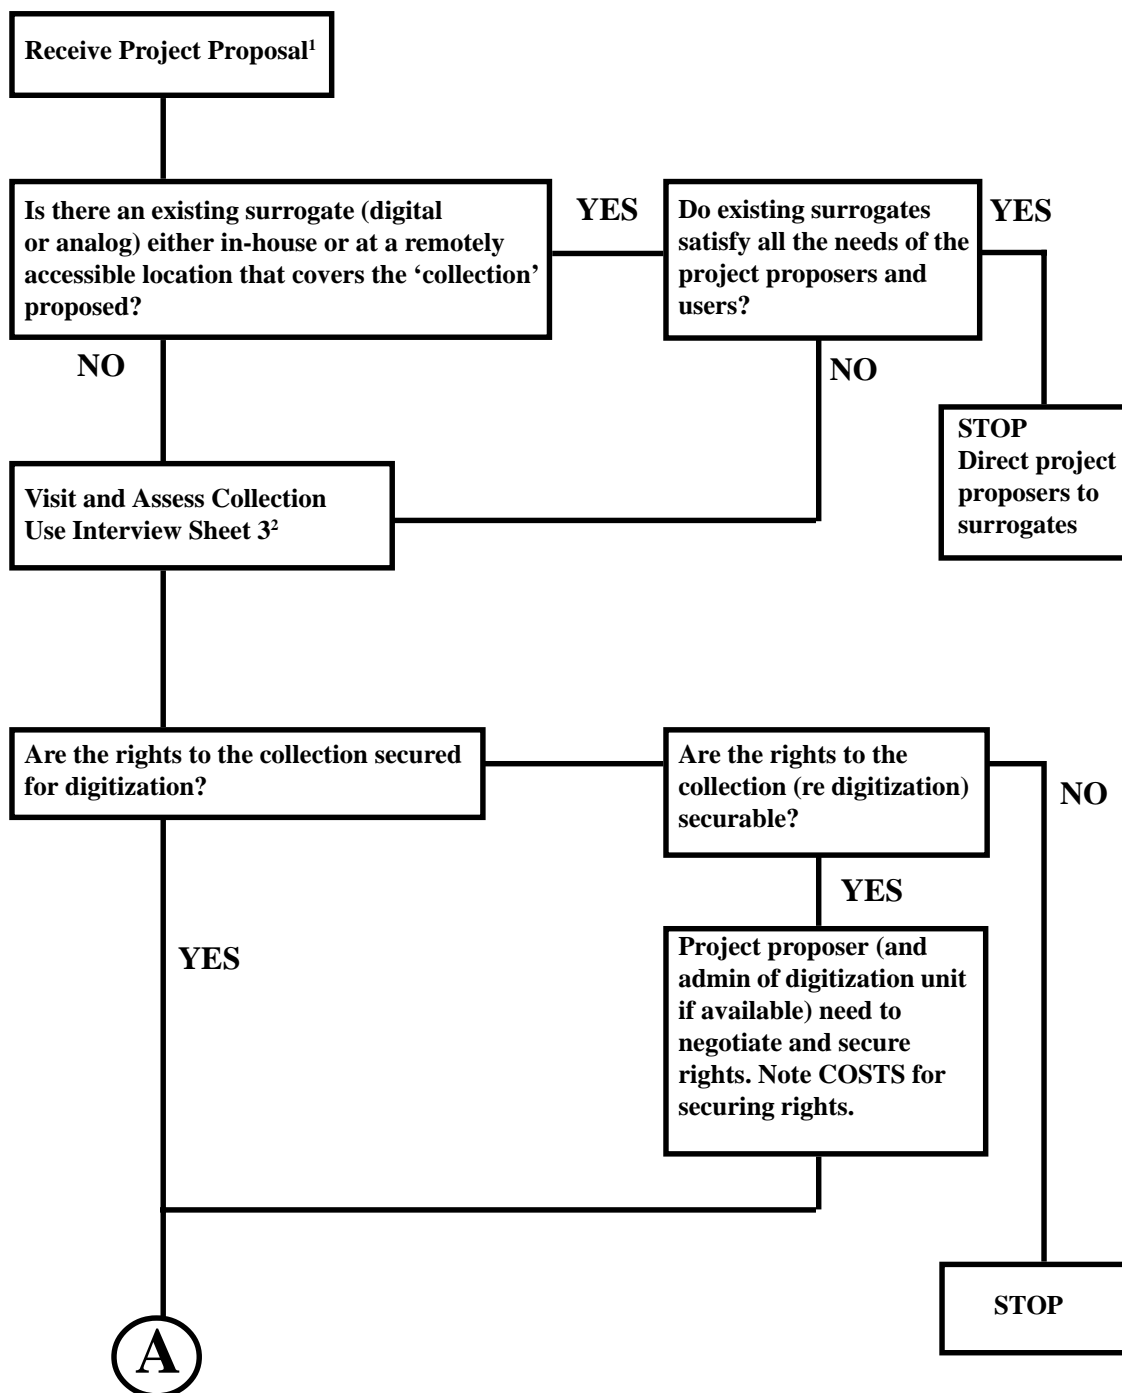 Receive Project Proposal¹
Is there an existing surrogate (digital
or analog) either in-house or at a remotely
accessible location that covers the ‘collection’
proposed?
YES
Do existing surrogates
satisfy all the needs of the
project proposers and
users?
YES
NO
NO
STOP
Direct project
proposers to
surrogates
Visit and Assess Collection
Use Interview Sheet 3²
Are the rights to the collection secured
for digitization?
Are the rights to the
collection (re digitization)
securable?
NO
YES
YES
Project proposer (and
admin of digitization unit
if available) need to
negotiate and secure
rights. Note COSTS for
securing rights.
STOP
A